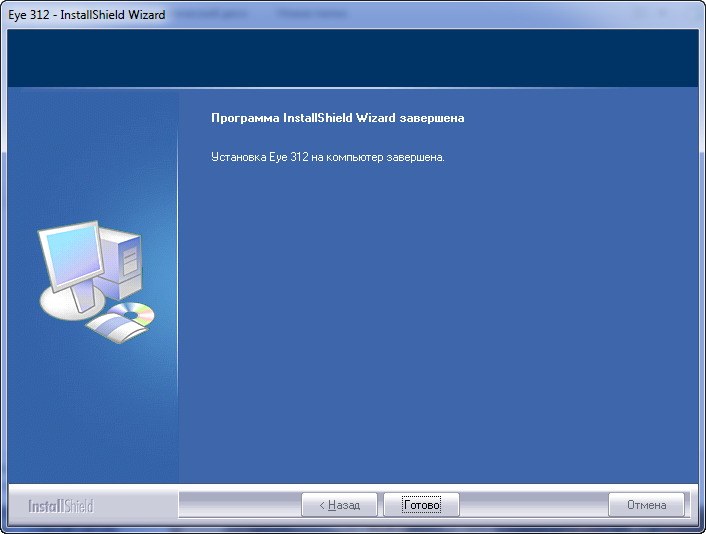 Eye 312 - InstallShield Wizard
Программа InstallShield Wizard завершена
Установка Eye 312 на компьютер завершена.
InstallShield
< Назад
Готово
Отмена